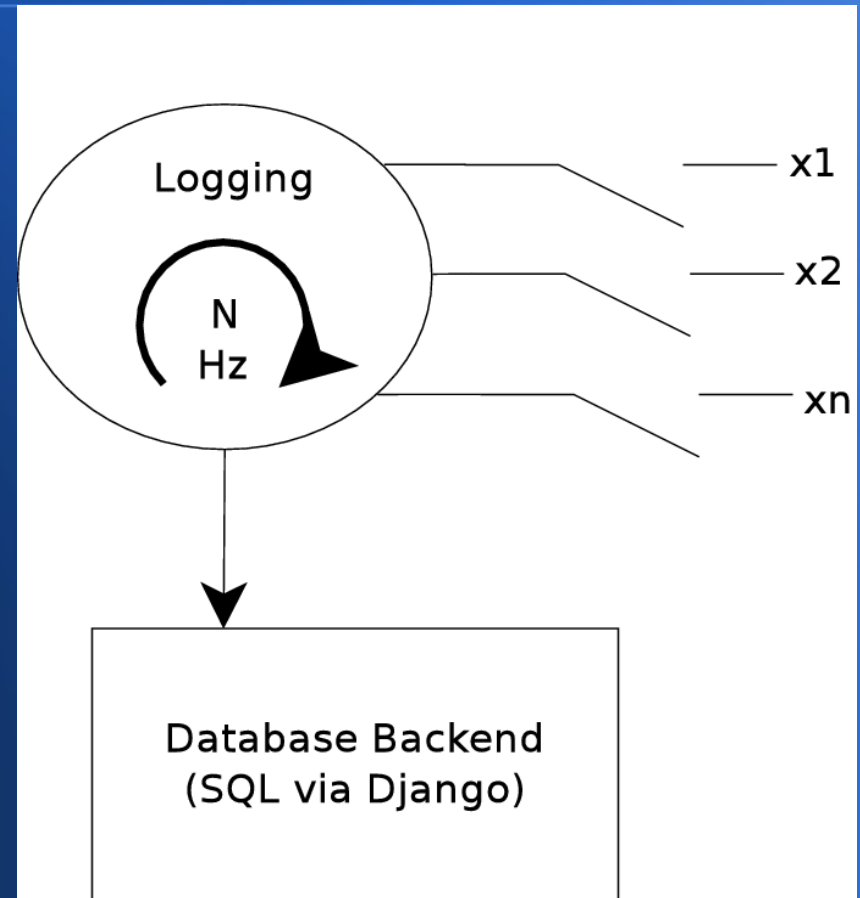 Logging
N
Hz
x1
x2
xn
Database Backend
(SQL via Django)